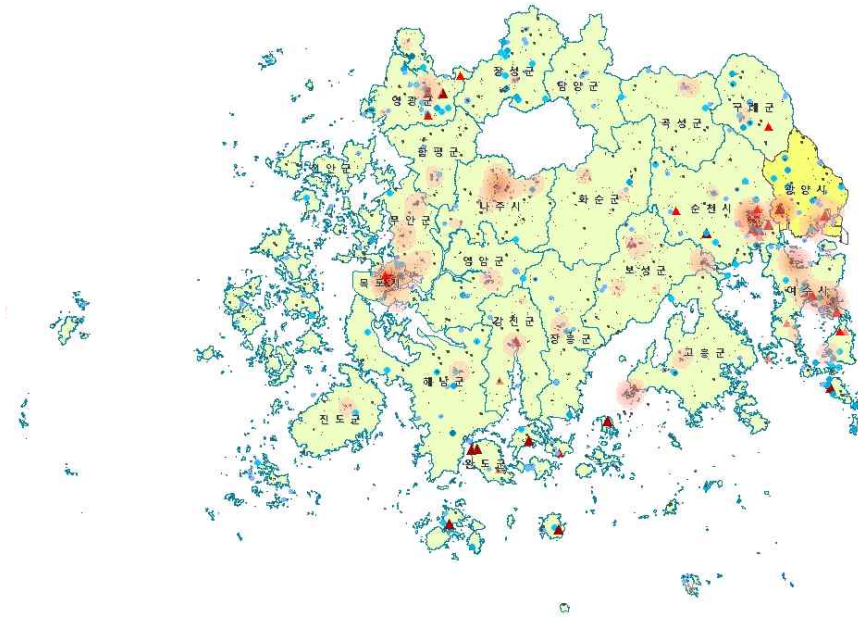 장성군
담양군
영광군
구례군
곡성군
함평군
신안군
광양시
나주시
화순군
순천시
무안군
영암군
보성군
목포시
여수시
강진군
장흥군
고흥군
해남군
진도군
완도군